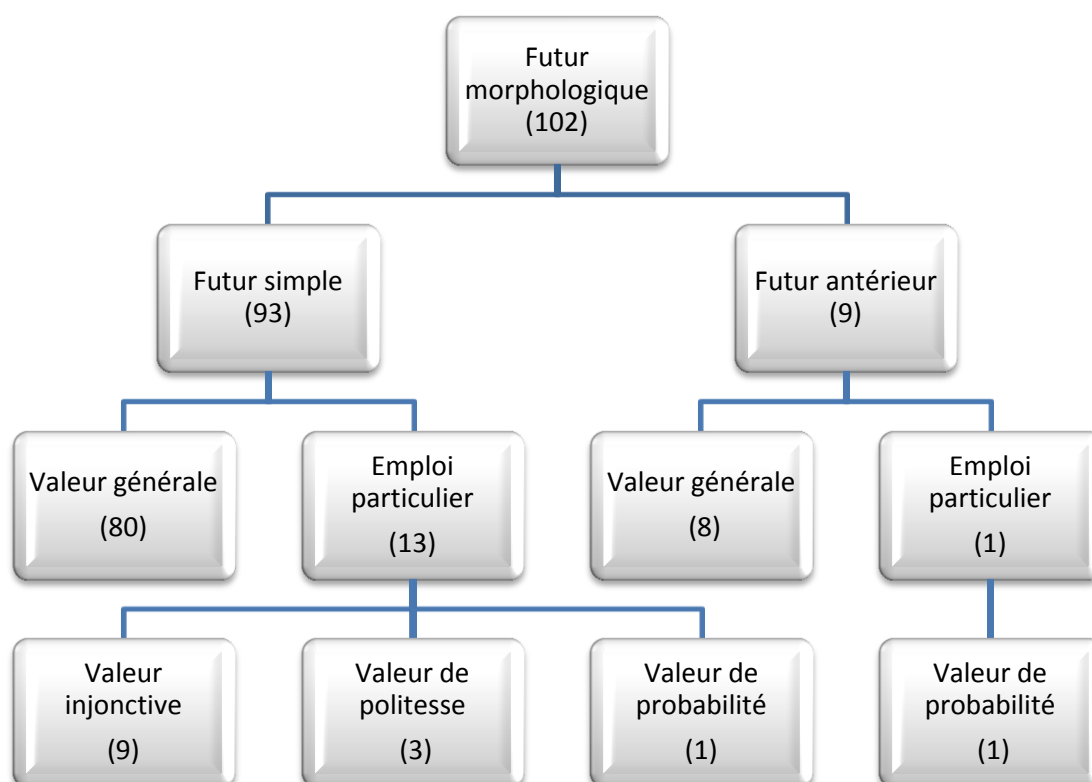 Futur
morphologique
(102)
Futur simple
(93)
Futur antérieur
(9)
Valeur générale
(80)
Emploi
particulier
(13)
Valeur générale
(8)
Emploi
particulier
(1)
Valeur
injonctive
(9)
Valeur de
politesse
(3)
Valeur de
probabilité
(1)
Valeur de
probabilité
(1)